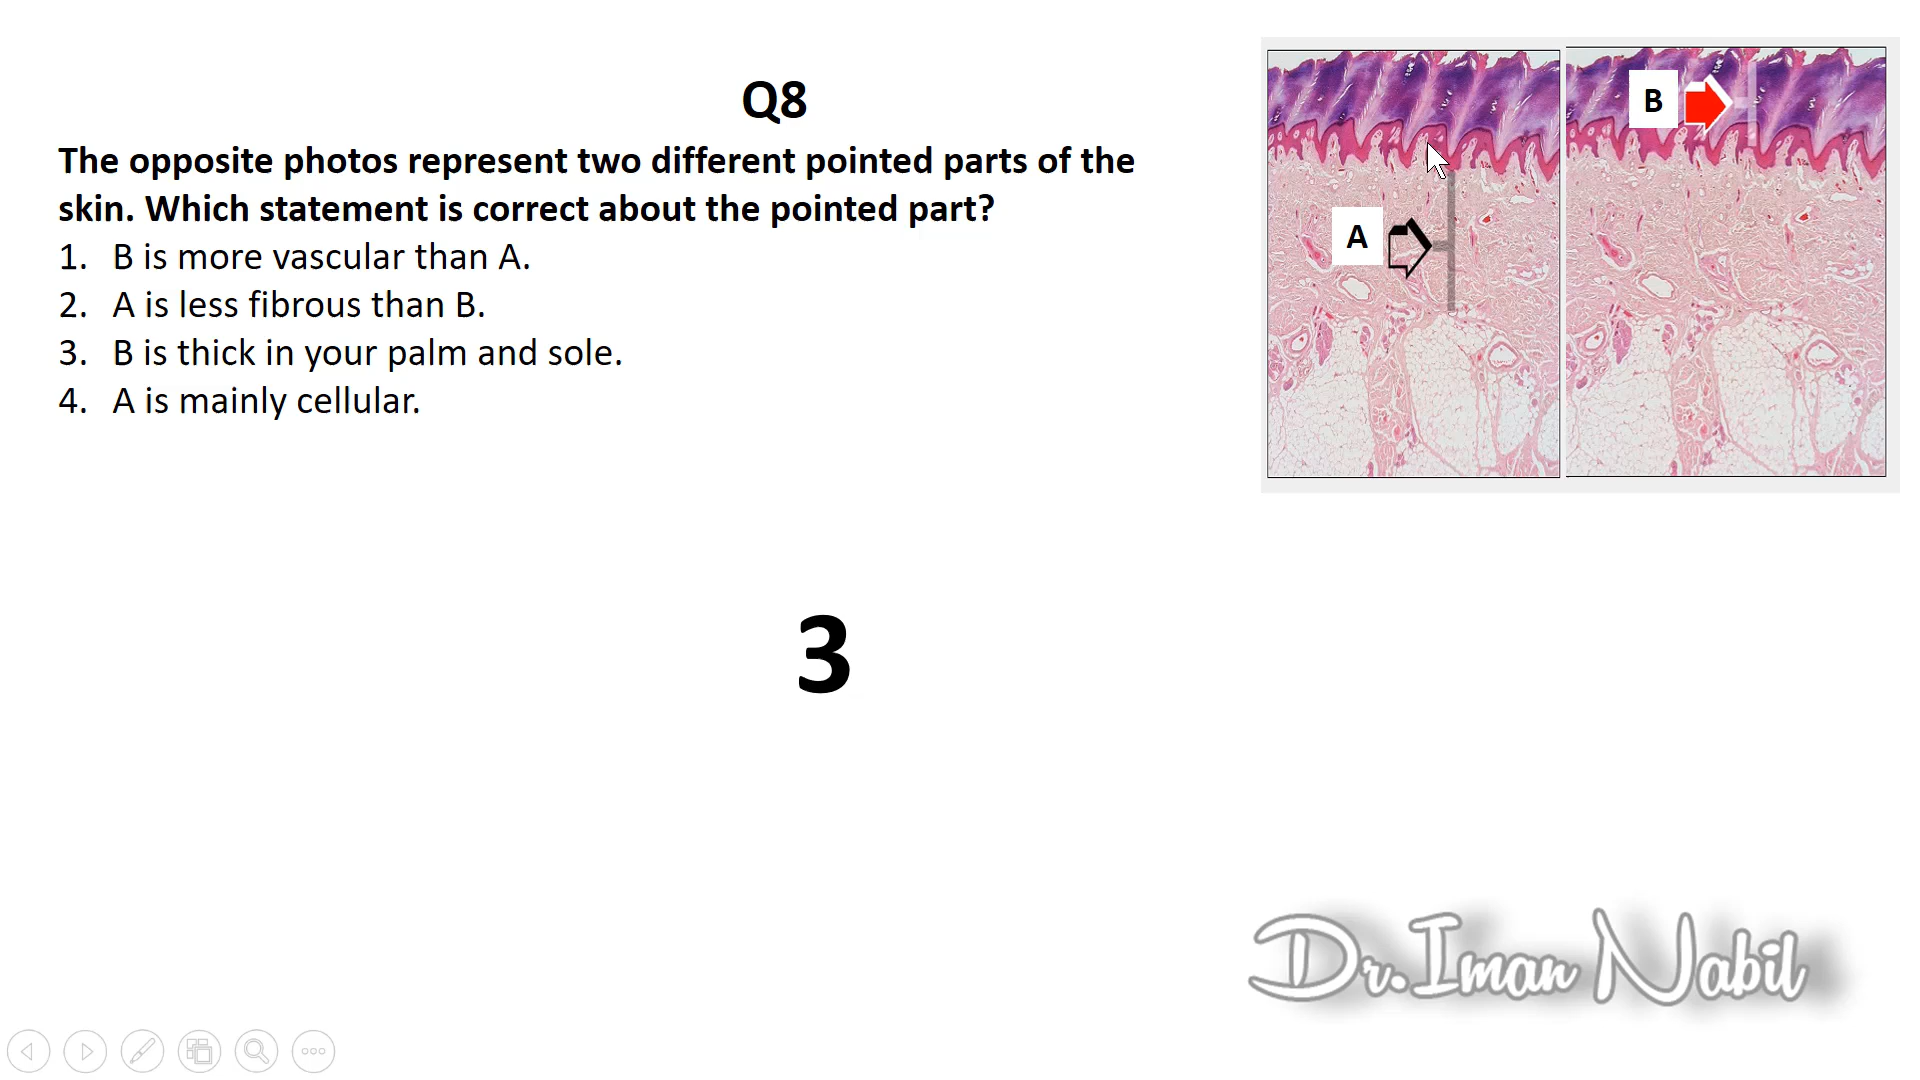 Q8
The opposite photos represent two different pointed parts of the
skin. Which statement is correct about the pointed part?
1. B is more vascular than A.
2. A is less fibrous than B.
3. B is thick in your palm and sole.
4. A is mainly cellular.
A
B
3
Dr.Iman Nabil